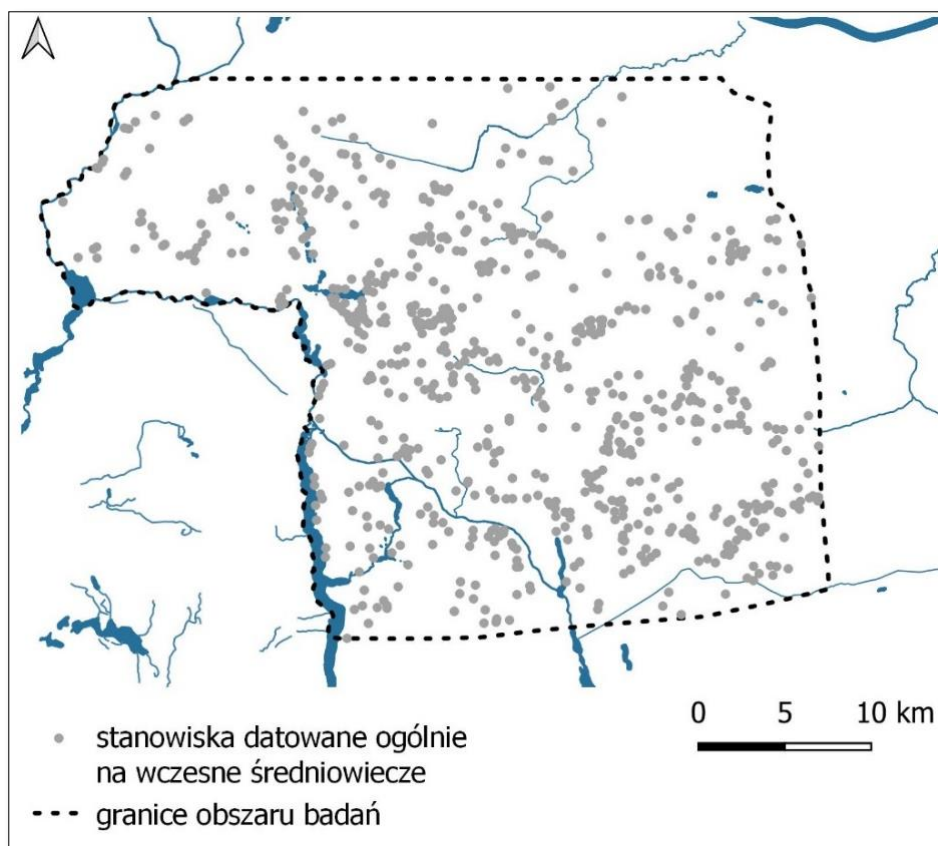 stanowiska datowane ogólnie
na wczesne średniowiecze
granice obszaru badań
0 5 10 km